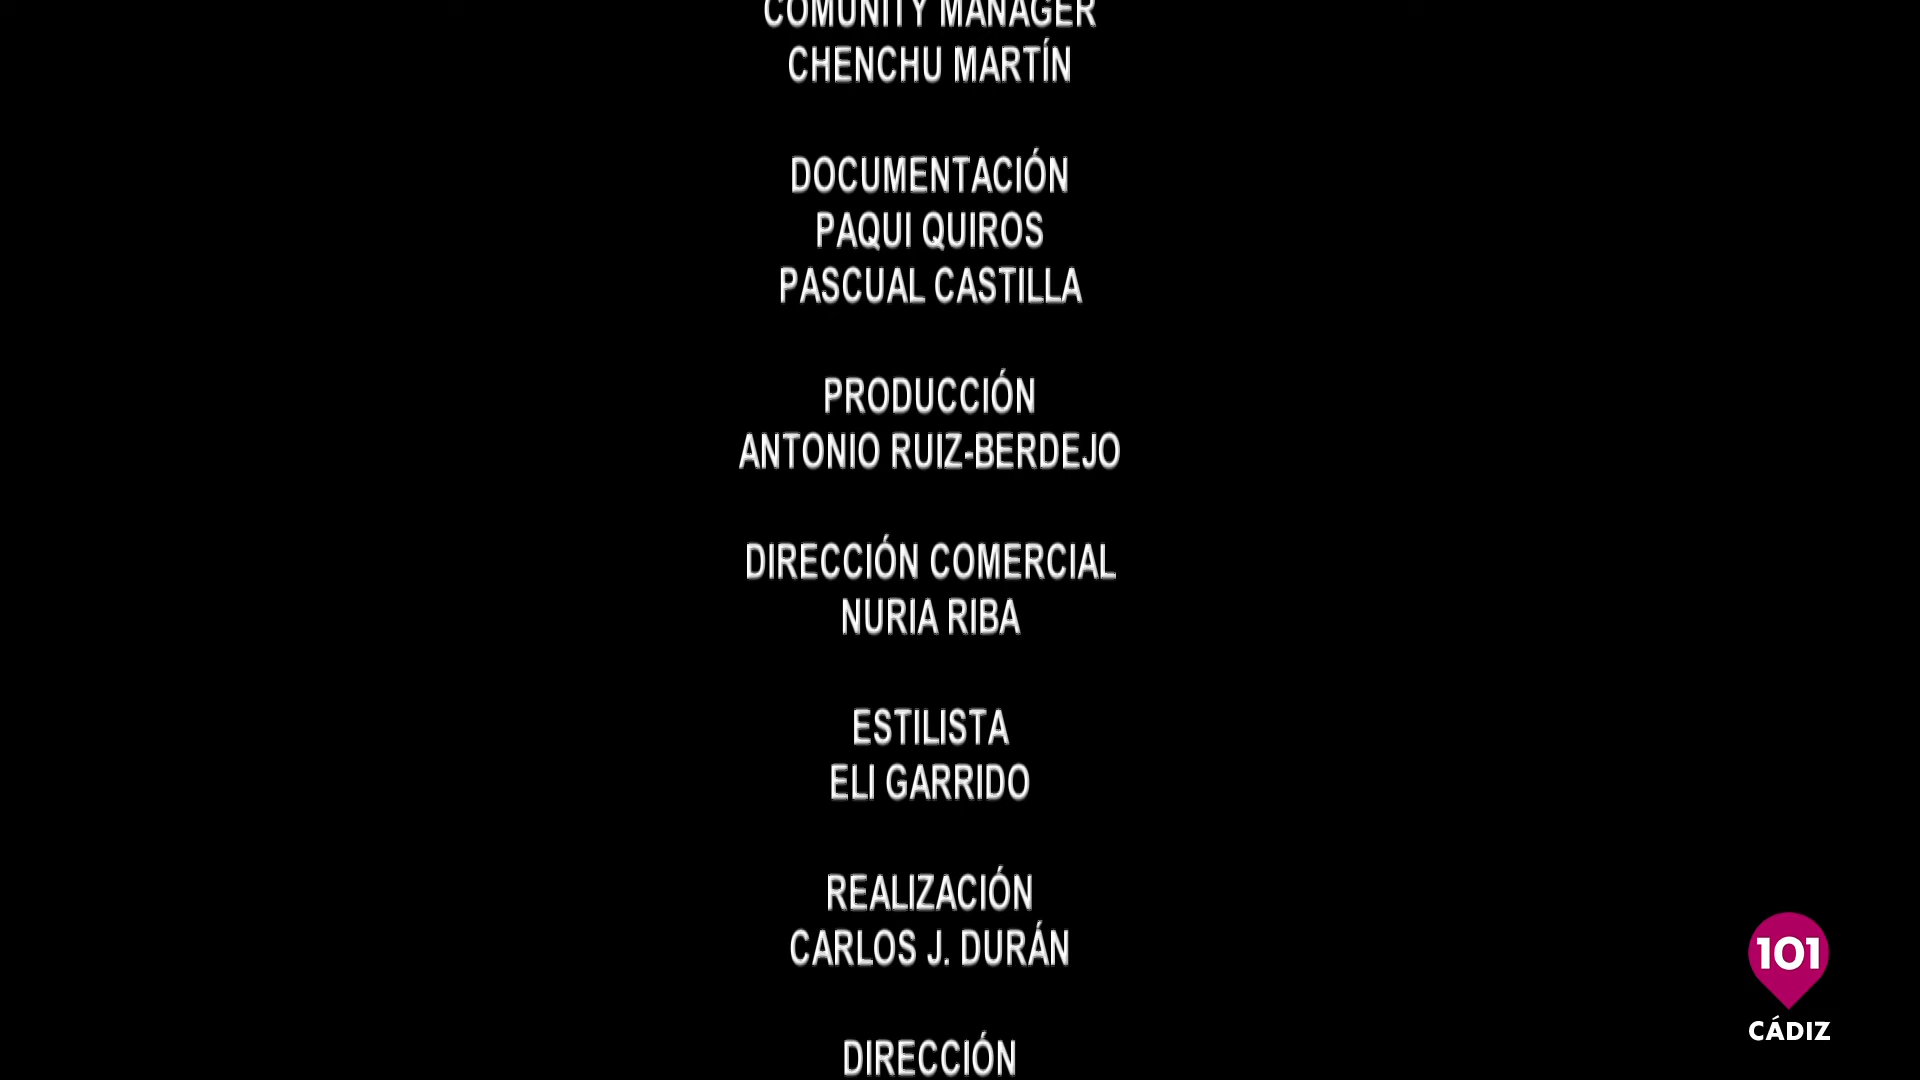 COMUNITY MANAGER
CHENCHU MARTÍN
DOCUMENTACIÓN
PAQUI QUIROS
PASCUAL CASTILLA
PRODUCCIÓN
ANTONIO RUIZ-BERDEJO
DIRECCIÓN COMERCIAL
NURIA RIBA
ESTILISTA
ELI GARRIDO
REALIZACIÓN
CARLOS J. DURÁN
DIRECCIÓN
101
CÁDIZ